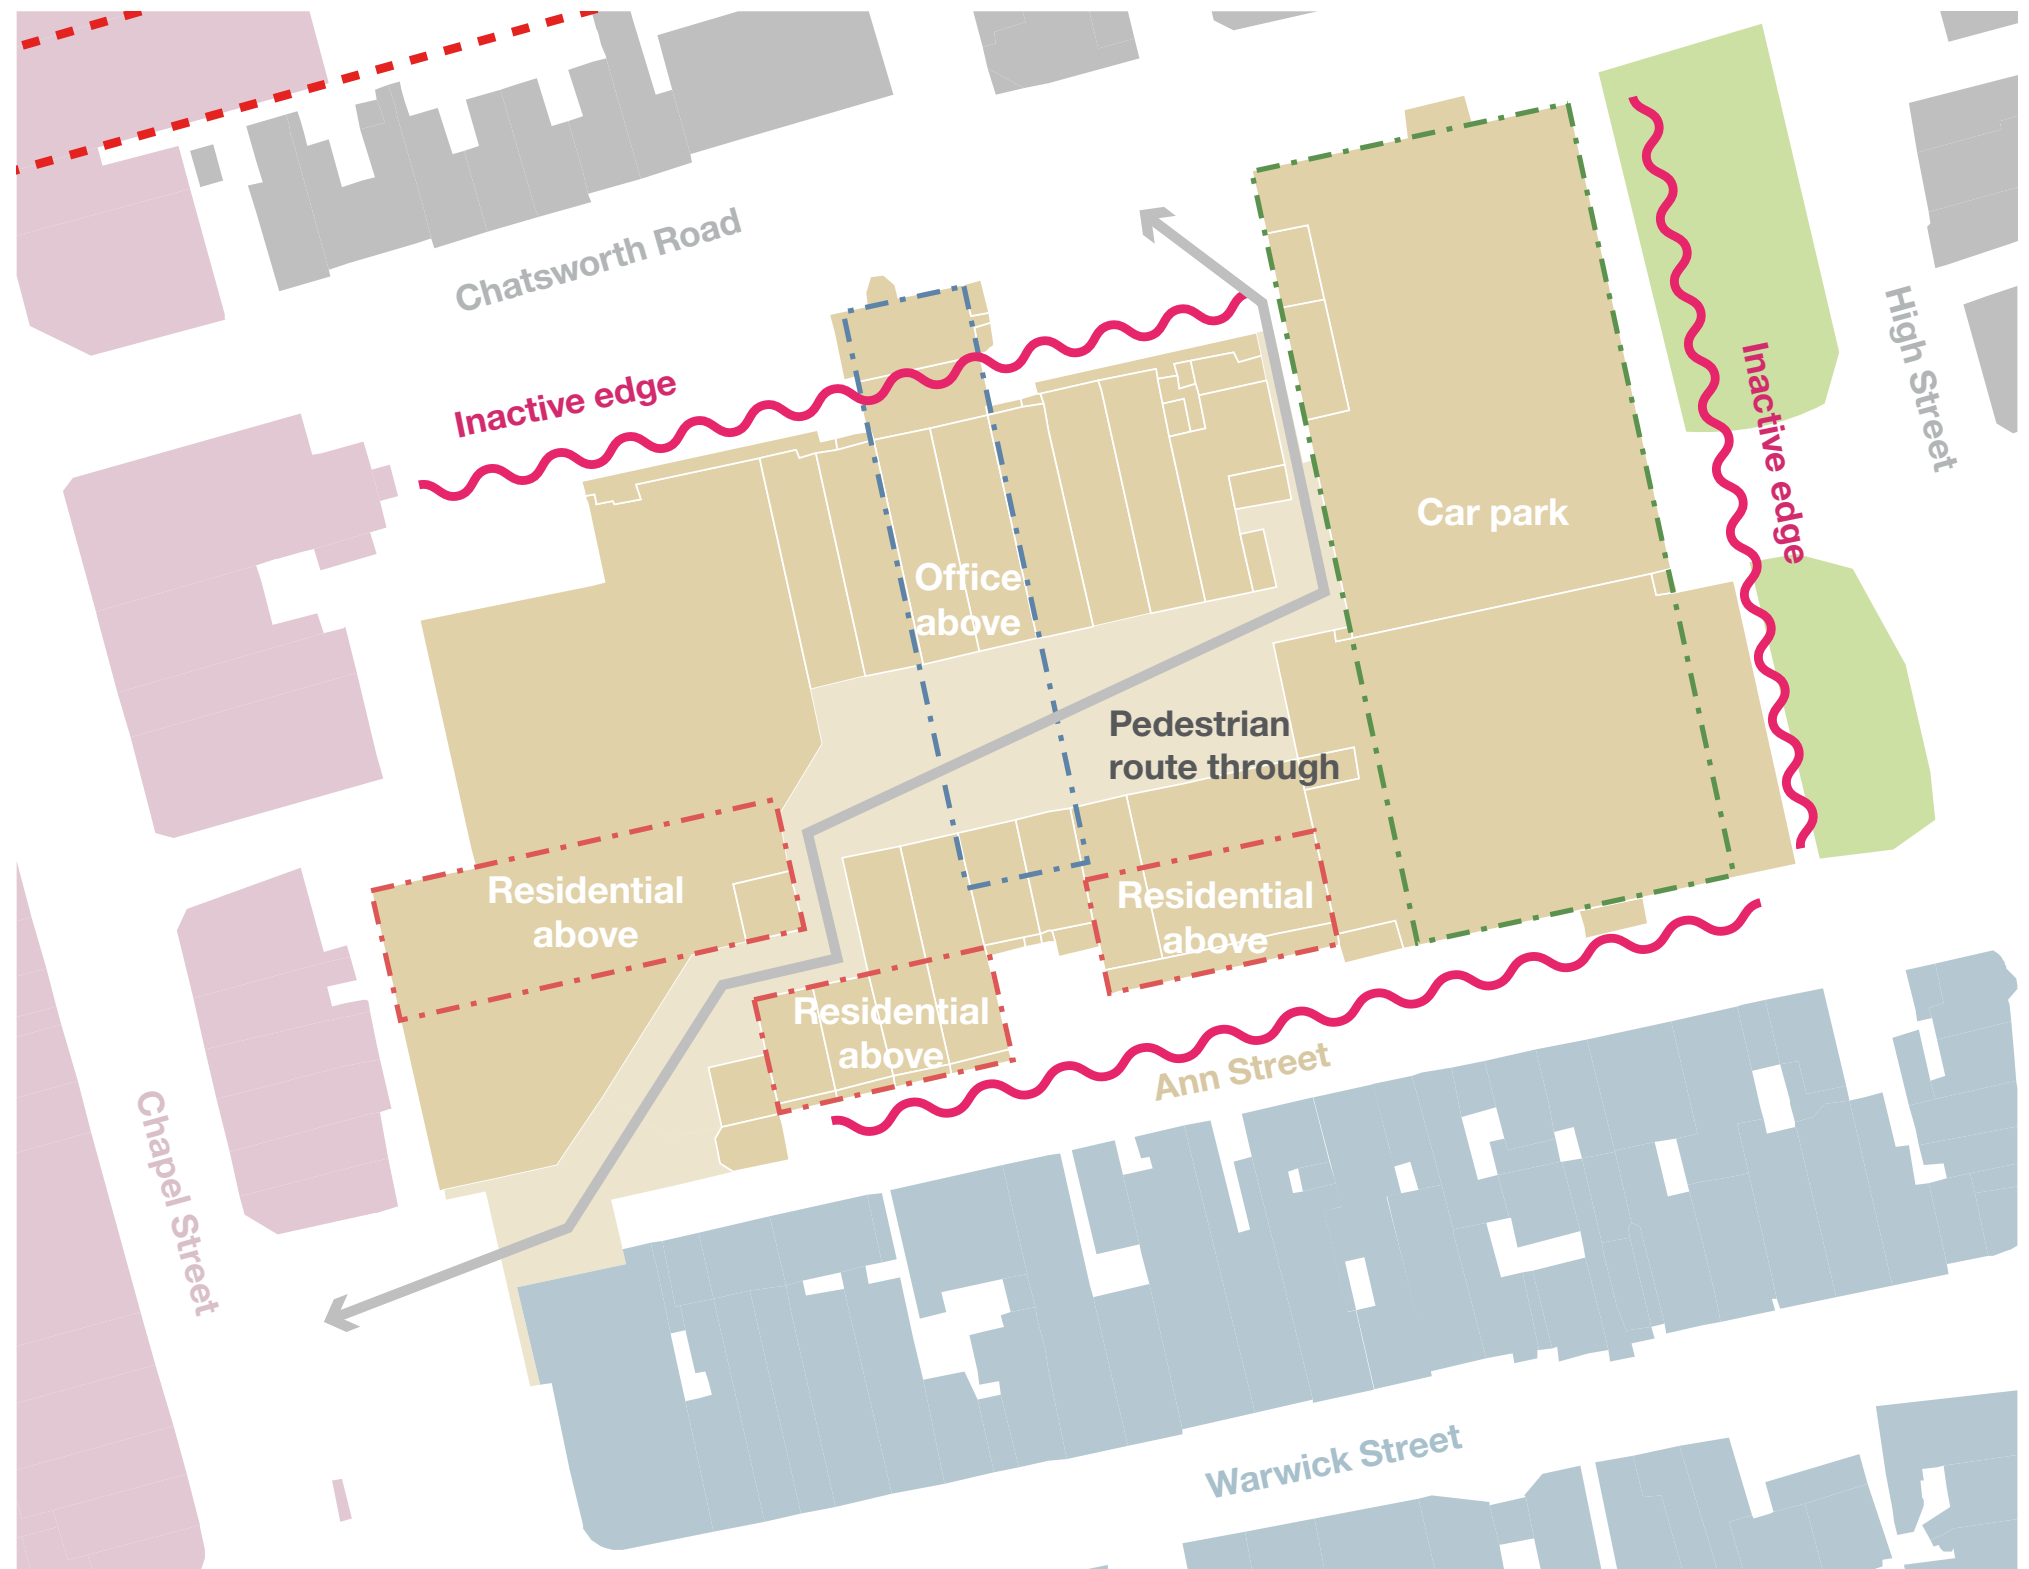 Chatsworth Road
High Street
Inactive edge
Inactive edge
Car park
Office
above
Pedestrian
route through
Residential
above
Residential
above
Residential
above
Ann Street
Chapel Street
Warwick Street